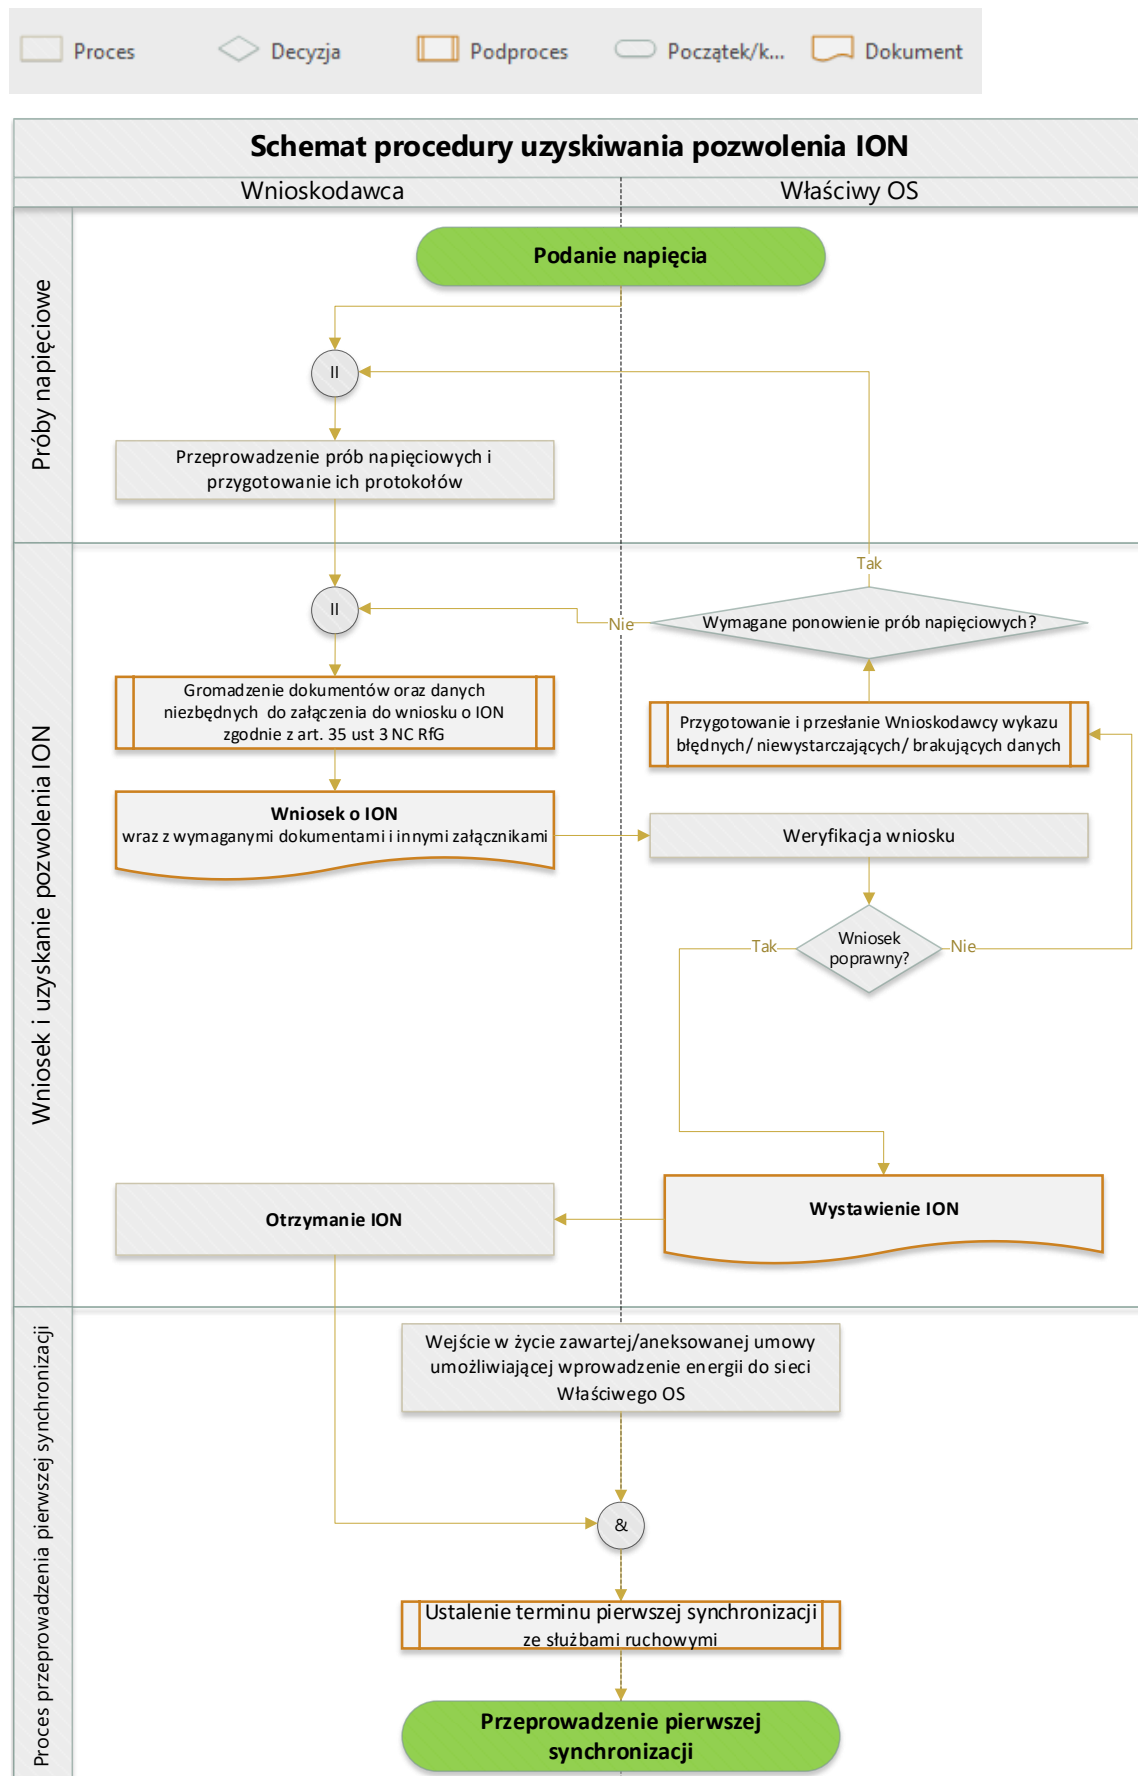 Proces
Decyzja
Podproces
Początek/k...
Dokument
Schemat procedury uzyskiwania pozwolenia ION
Wnioskodawca
Właściwy OS
Próby napięciowe
Podanie napięcia
II
Przeprowadzenie prób napięciowych i
przygotowanie ich protokołów
Wniosek i uzyskanie pozwolenia ION
Tak
II
Nie
Wymagane ponowienie prób napięciowych?
Gromadzenie dokumentów oraz danych
niezbędnych do załączenia do wniosku o ION
zgodnie z art. 35 ust 3 NC RfG
Przygotowanie i przesłanie Wnioskodawcy wykazu
błędnych/ niewystarczających/ brakujących danych
Wniosek o ION
wraz z wymaganymi dokumentami i innymi załącznikami
Weryfikacja wniosku
Tak
Wniosek
poprawny?
Nie
Otrzymanie ION
Wystawienie ION
Proces przeprowadzenia pierwszej synchronizacji
Wejście w życie zawartej/aneksowanej umowy
umożliwiającej wprowadzenie energii do sieci
Właściwego OS
&
Ustalenie terminu pierwszej synchronizacji
ze służbami ruchowymi
Przeprowadzenie pierwszej
synchronizacji